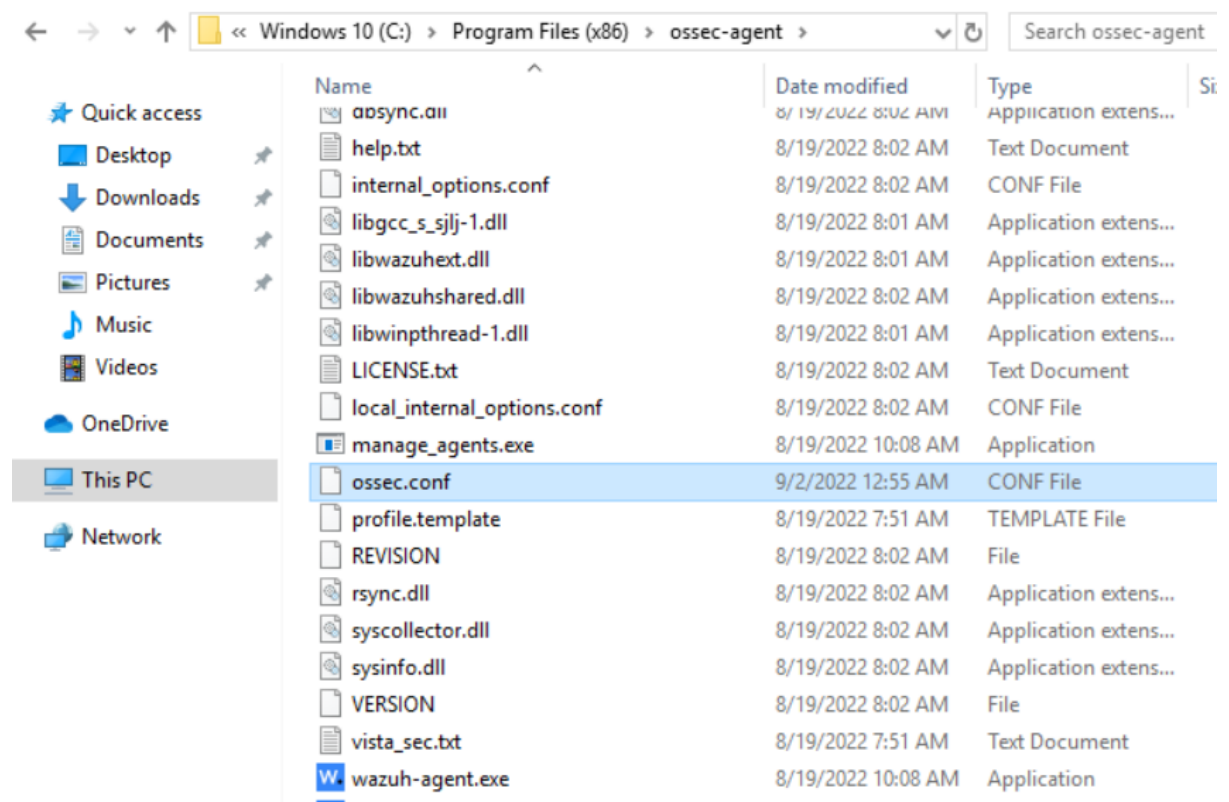 « Windows 10 (C:) > Program Files (x86) > ossec-agent > Search ossec-agent
Name Date modified Type
Quick access
Desktop
Downloads
Documents
Pictures
Music
Videos
OneDrive
This PC
Network
dbsync.dll 8/19/2022 8:02 AM Application extens...
help.txt 8/19/2022 8:02 AM Text Document
internal_options.conf 8/19/2022 8:02 AM CONF File
libgcc_s_sjlj-1.dll 8/19/2022 8:01 AM Application extens...
libwazuhext.dll 8/19/2022 8:01 AM Application extens...
libwazuhshared.dll 8/19/2022 8:02 AM Application extens...
libwinpthread-1.dll 8/19/2022 8:01 AM Application extens...
LICENSE.txt 8/19/2022 8:02 AM Text Document
local_internal_options.conf 8/19/2022 8:02 AM CONF File
manage_agents.exe 8/19/2022 10:08 AM Application
ossec.conf 9/2/2022 12:55 AM CONF File
profile.template 8/19/2022 7:51 AM TEMPLATE File
REVISION 8/19/2022 8:02 AM File
rsync.dll 8/19/2022 8:02 AM Application extens...
syscollector.dll 8/19/2022 8:02 AM Application extens...
sysinfo.dll 8/19/2022 8:02 AM Application extens...
VERSION 8/19/2022 8:02 AM File
vista_sec.txt 8/19/2022 7:51 AM Text Document
W. wazuh-agent.exe 8/19/2022 10:08 AM Application